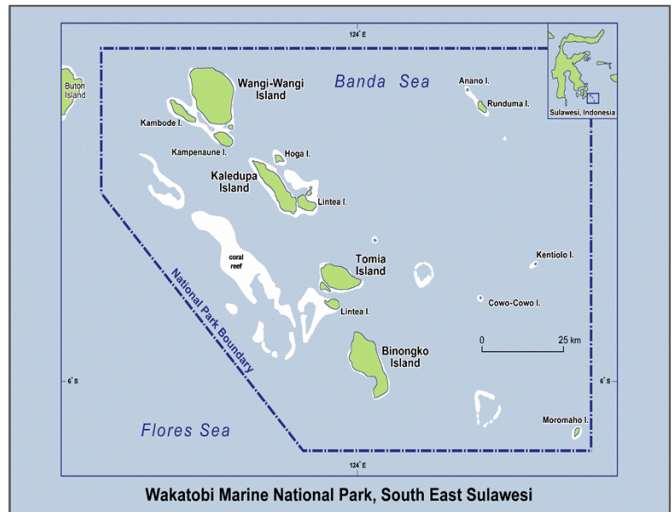 124° E
Buton
Island
Wangi-Wangi
Island
Banda Sea
Anano I.
Runduma I.
Sulawesi, Indonesia
Kambode I.
Kampenaune I.
Hoga I.
Kaledupa
Island
Lintea I.
coral
reef
Tomia
Island
Kentiolo I.
Lintea I.
Cowo-Cowo I.
National Park Boundary
Binongko
Island
0 25 km
6° S
6° S
Flores Sea
Moromaho I.
124° E
Wakatobi Marine National Park, South East Sulawesi